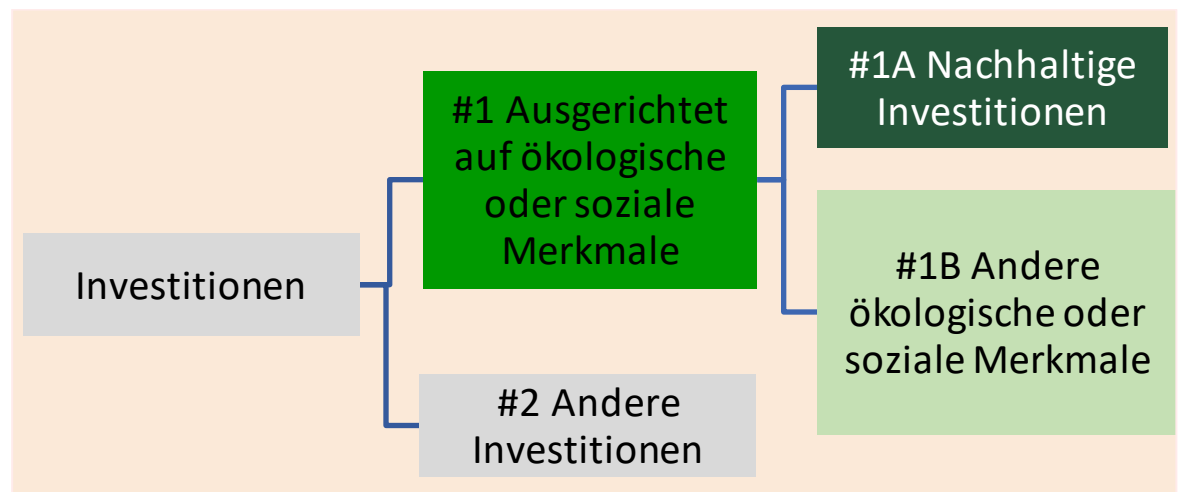 Investitionen
#1 Ausgerichtet
auf ökologische
oder soziale
Merkmale
#2 Andere
Investitionen
#1A Nachhaltige
Investitionen
#1B Andere
ökologische oder
soziale Merkmale